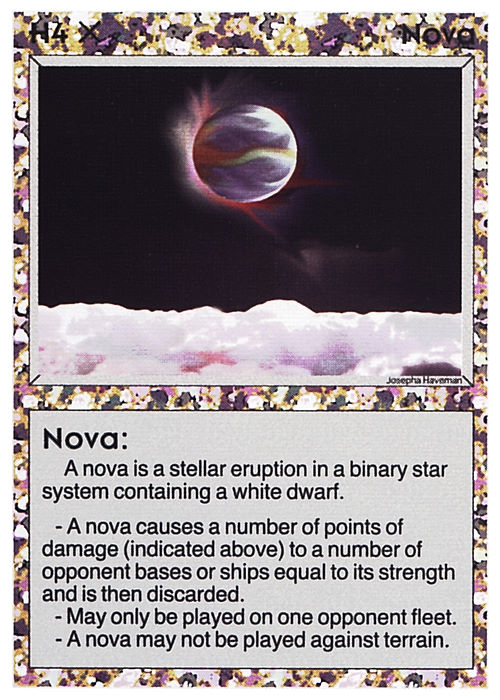 H4 X Nova
Josepha Haveman
Nova:
A nova is a stellar eruption in a binary star
system containing a white dwarf.
- A nova causes a number of points of
damage (indicated above) to a number of
opponent bases or ships equal to its strength
and is then discarded.
- May only be played on one opponent fleet.
- A nova may not be played against terrain.